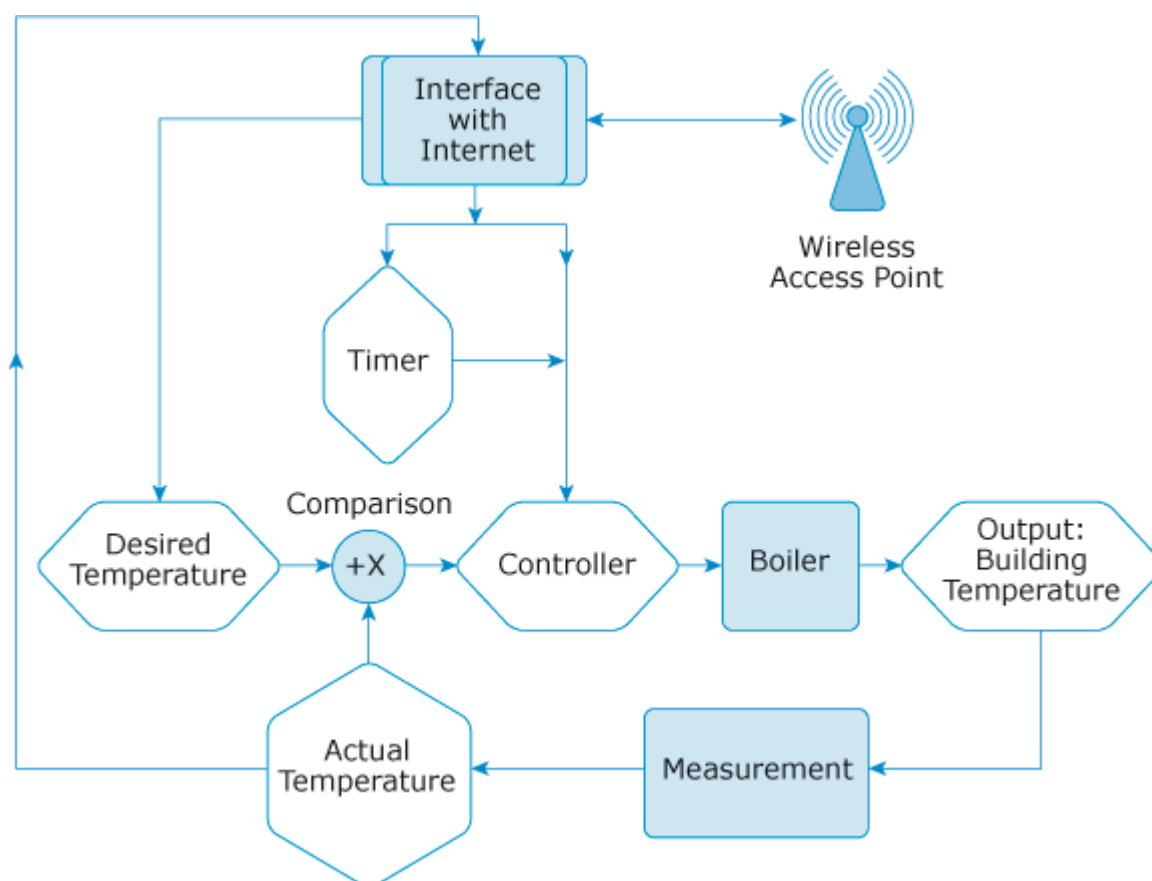 Interface
with
Internet
Wireless
Access Point
Timer
Comparison
Desired
Temperature
+X
Controller
Boiler
Output:
Building
Temperature
Actual
Temperature
Measurement